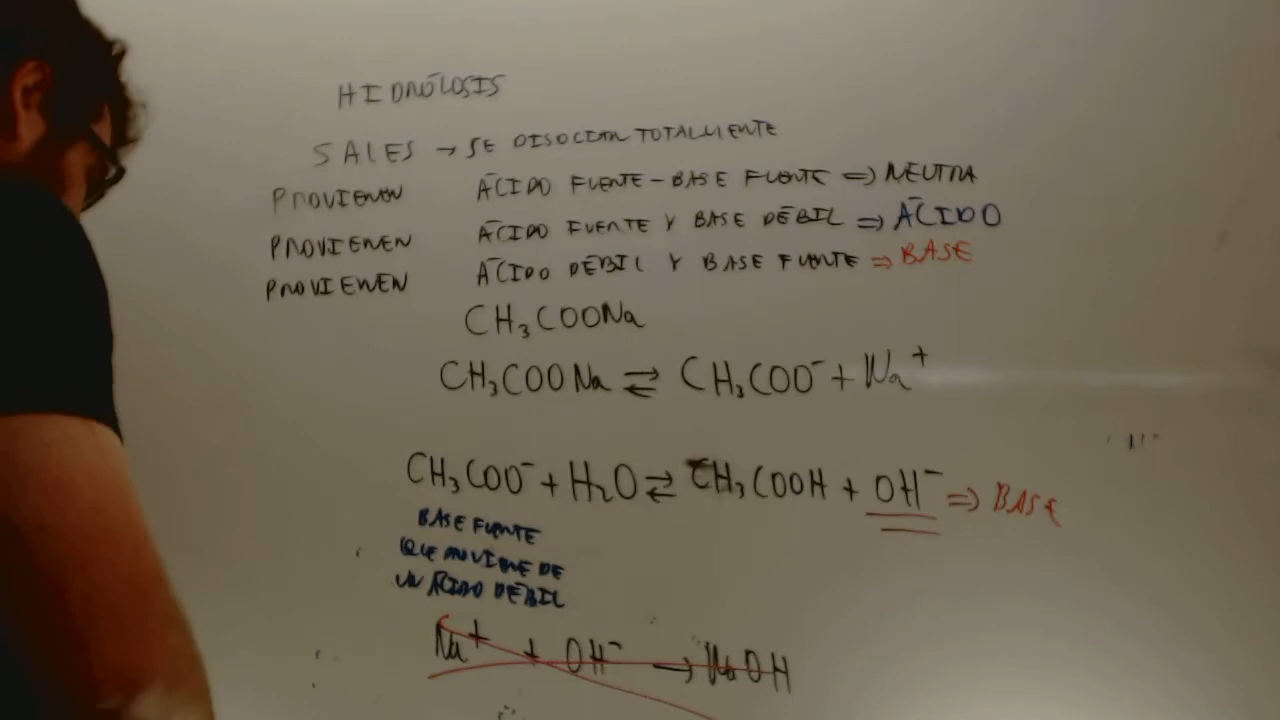 HIDRÓLOSIS
SALES → SE DISOCIAN TOTALMENTE
PROVIENEN ÁCIDO FUERTE - BASE FUERTE ⇒ NEUTRA
PROVIENEN ÁCIDO FUERTE Y BASE DÉBIL ⇒ ÁCIDO
PROVIENEN ÁCIDO DÉBIL Y BASE FUERTE ⇒ BASE
CH₃COONa
CH₃COONa ⇄ CH₃COO⁻ + Na⁺
CH₃COO⁻ + H₂O ⇄ CH₃COOH + OH⁻ ⇒ BASE
BASE FUERTE
QUE PROVIENE DE
UN ÁCIDO DÉBIL
Na⁺ + OH⁻ → NaOH